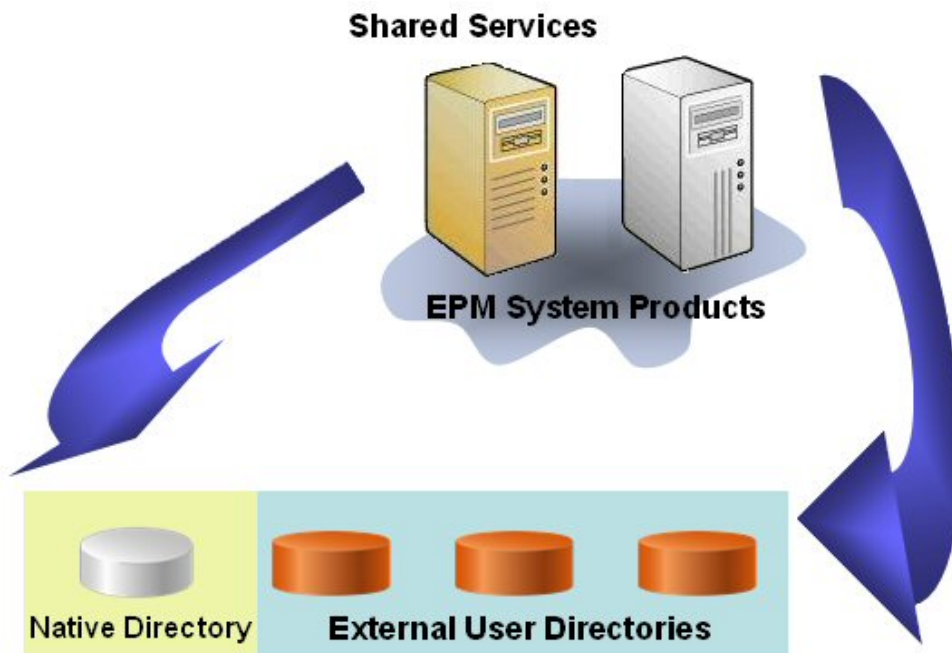 Shared Services
EPM System Products
Native Directory
External User Directories